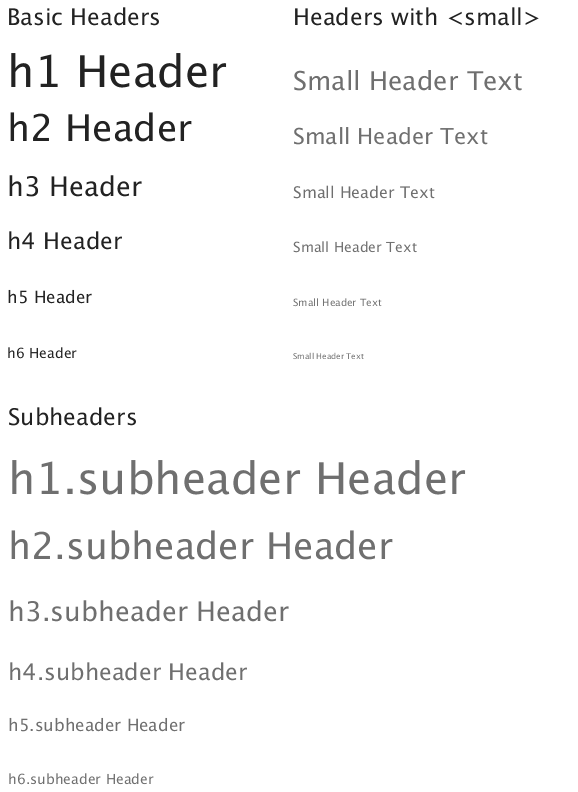 Basic Headers
h1 Header
h2 Header
h3 Header
h4 Header
h5 Header
h6 Header
Headers with <small>
Small Header Text
Small Header Text
Small Header Text
Small Header Text
Small Header Text
Small Header Text
Subheaders
h1.subheader Header
h2.subheader Header
h3.subheader Header
h4.subheader Header
h5.subheader Header
h6.subheader Header